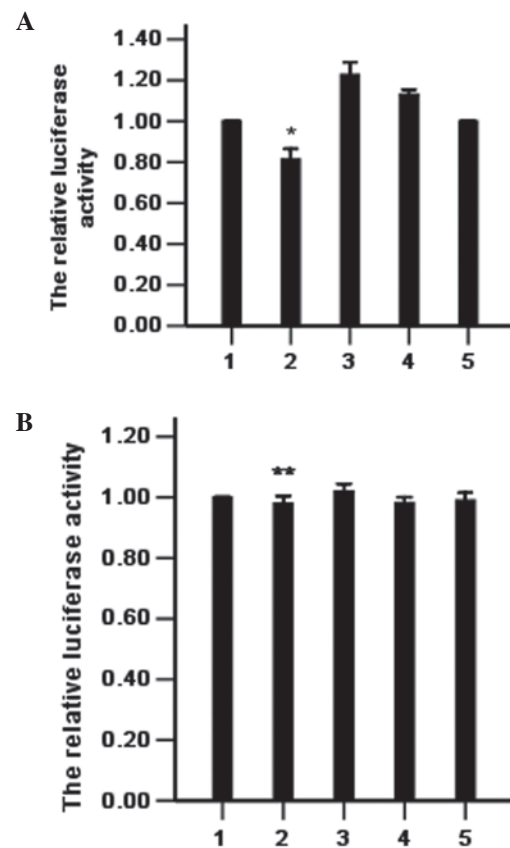 A
The relative luciferase
activity
1.40
1.20
1.00
0.80
0.60
0.40
0.20
0.00
*
1 2 3 4 5
B
The relative luciferase activity
1.20
1.00
0.80
0.60
0.40
0.20
0.00
**
1 2 3 4 5